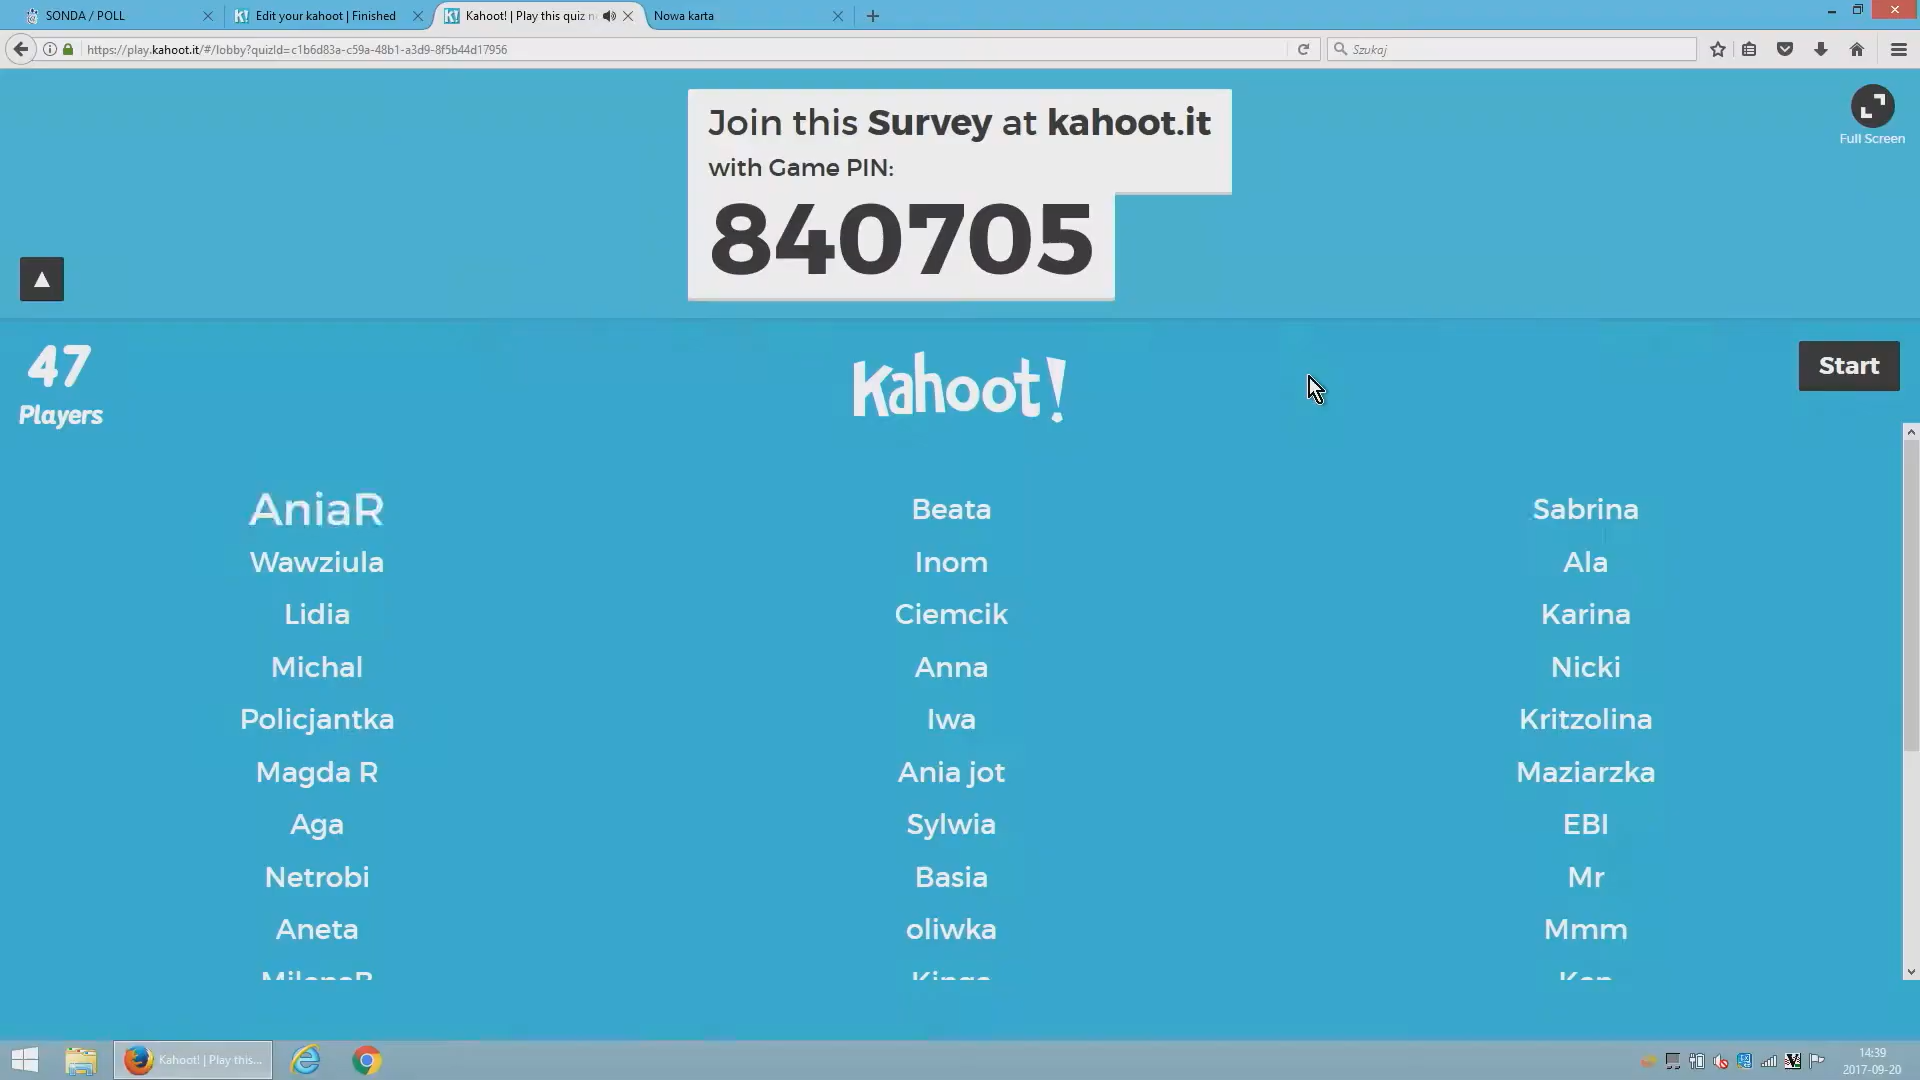 SONDA / POLL
Edit your kahoot | Finished
Kahoot! | Play this quiz n
Nowa karta
https://play.kahoot.it/#/lobby?quizId=c1b6d83a-c59a-48b1-a3d9-8f5b44d17956
Szukaj
Join this Survey at kahoot.it
with Game PIN:
840705
Full Screen
47
Players
Kahoot!
Start
AniaR Beata Sabrina
Wawziula Inom Ala
Lidia Ciemcik Karina
Michal Anna Nicki
Policjantka Iwa Kritzolina
Magda R Ania jot Maziarzka
Aga Sylwia EBI
Netrobi Basia Mr
Aneta oliwka Mmm
Kahoot! | Play this...
14:39
2017-09-20